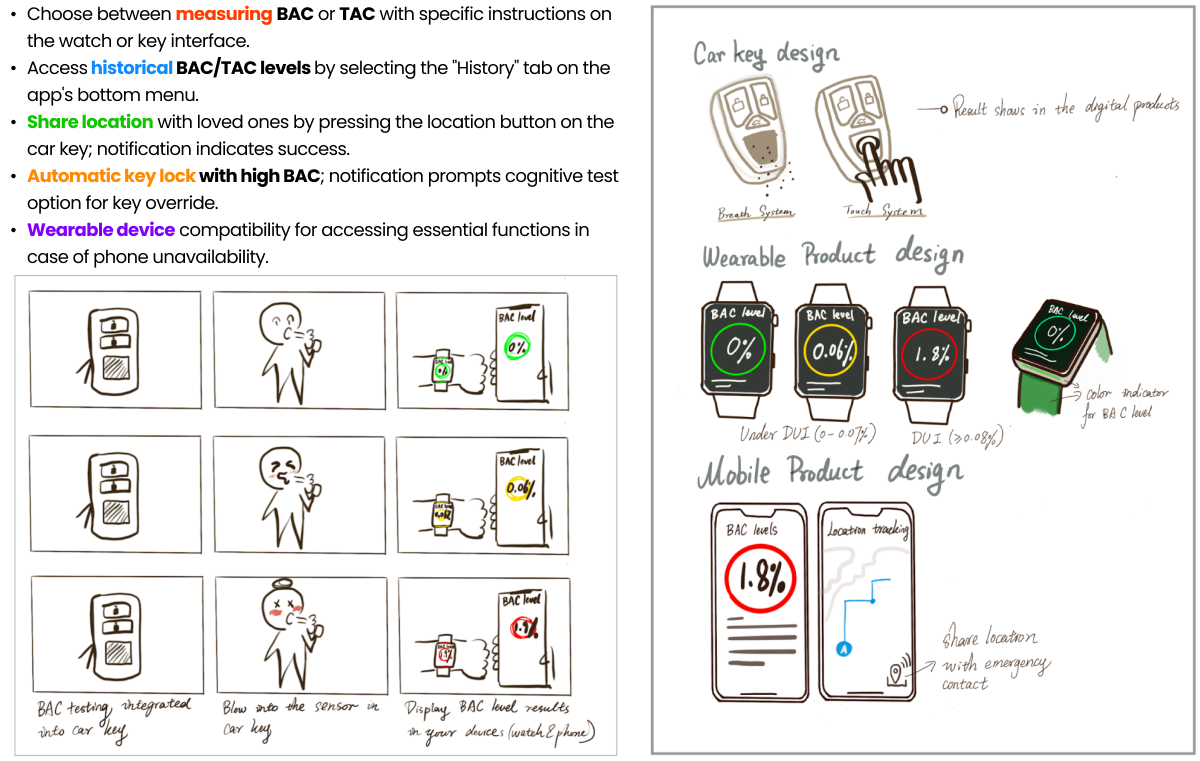 • Choose between measuring BAC or TAC with specific instructions on
the watch or key interface.
• Access historical BAC/TAC levels by selecting the "History" tab on the
app's bottom menu.
• Share location with loved ones by pressing the location button on the
car key; notification indicates success.
• Automatic key lock with high BAC; notification prompts cognitive test
option for key override.
• Wearable device compatibility for accessing essential functions in
case of phone unavailability.
BAC level
0%
BAC level
0%
BAC level
0.06%
BAC level
0.06%
BAC level
1.9%
BAC testing integrated
into car key
Blow into the sensor in
car key
Display BAC level results
in your devices (watch & phone)
Car key design
Result shows in the digital products
Breath System
Touch System
Wearable Product design
BAC level
0%
BAC level
0.06%
BAC level
1.8%
BAC level
0%
color indicator
for BAC level
Under DUI (0-0.07%)
DUI (≥0.08%)
Mobile Product design
BAC levels
1.8%
Location tracking
A
share location
with emergency
contact